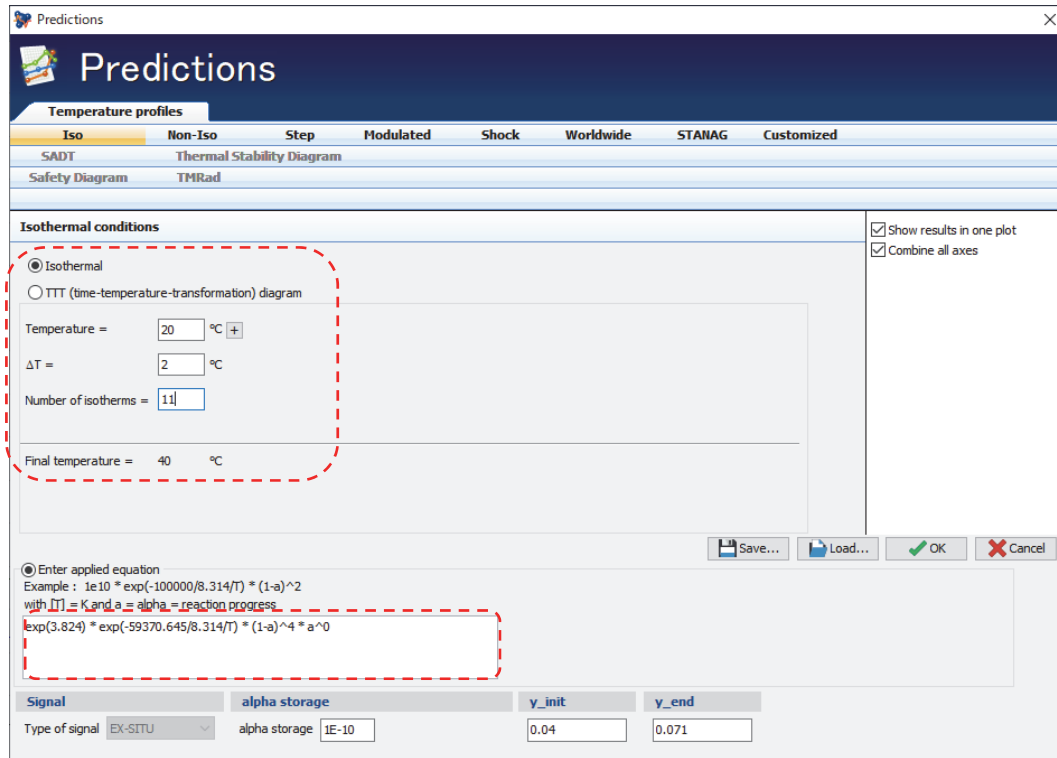 Predictions
Predictions
Temperature profiles
Iso Non-Iso Step Modulated Shock Worldwide STANAG Customized
SADT Thermal Stability Diagram
Safety Diagram TMRad
Isothermal conditions
Show results in one plot
Combine all axes
Isothermal
TTT (time-temperature-transformation) diagram
Temperature = 20 ºC +
ΔT = 2 ºC
Number of isotherms = 11
Final temperature = 40 ºC
Save... Load... OK Cancel
Enter applied equation
Example : 1e10 * exp(-100000/8.314/T) * (1-a)^2
with [T] = K and a = alpha = reaction progress
exp(3.824) * exp(-59370.645/8.314/T) * (1-a)^4 * a^0
Signal alpha storage y_init y_end
Type of signal EX-SITU alpha storage 1E-10 0.04 0.071